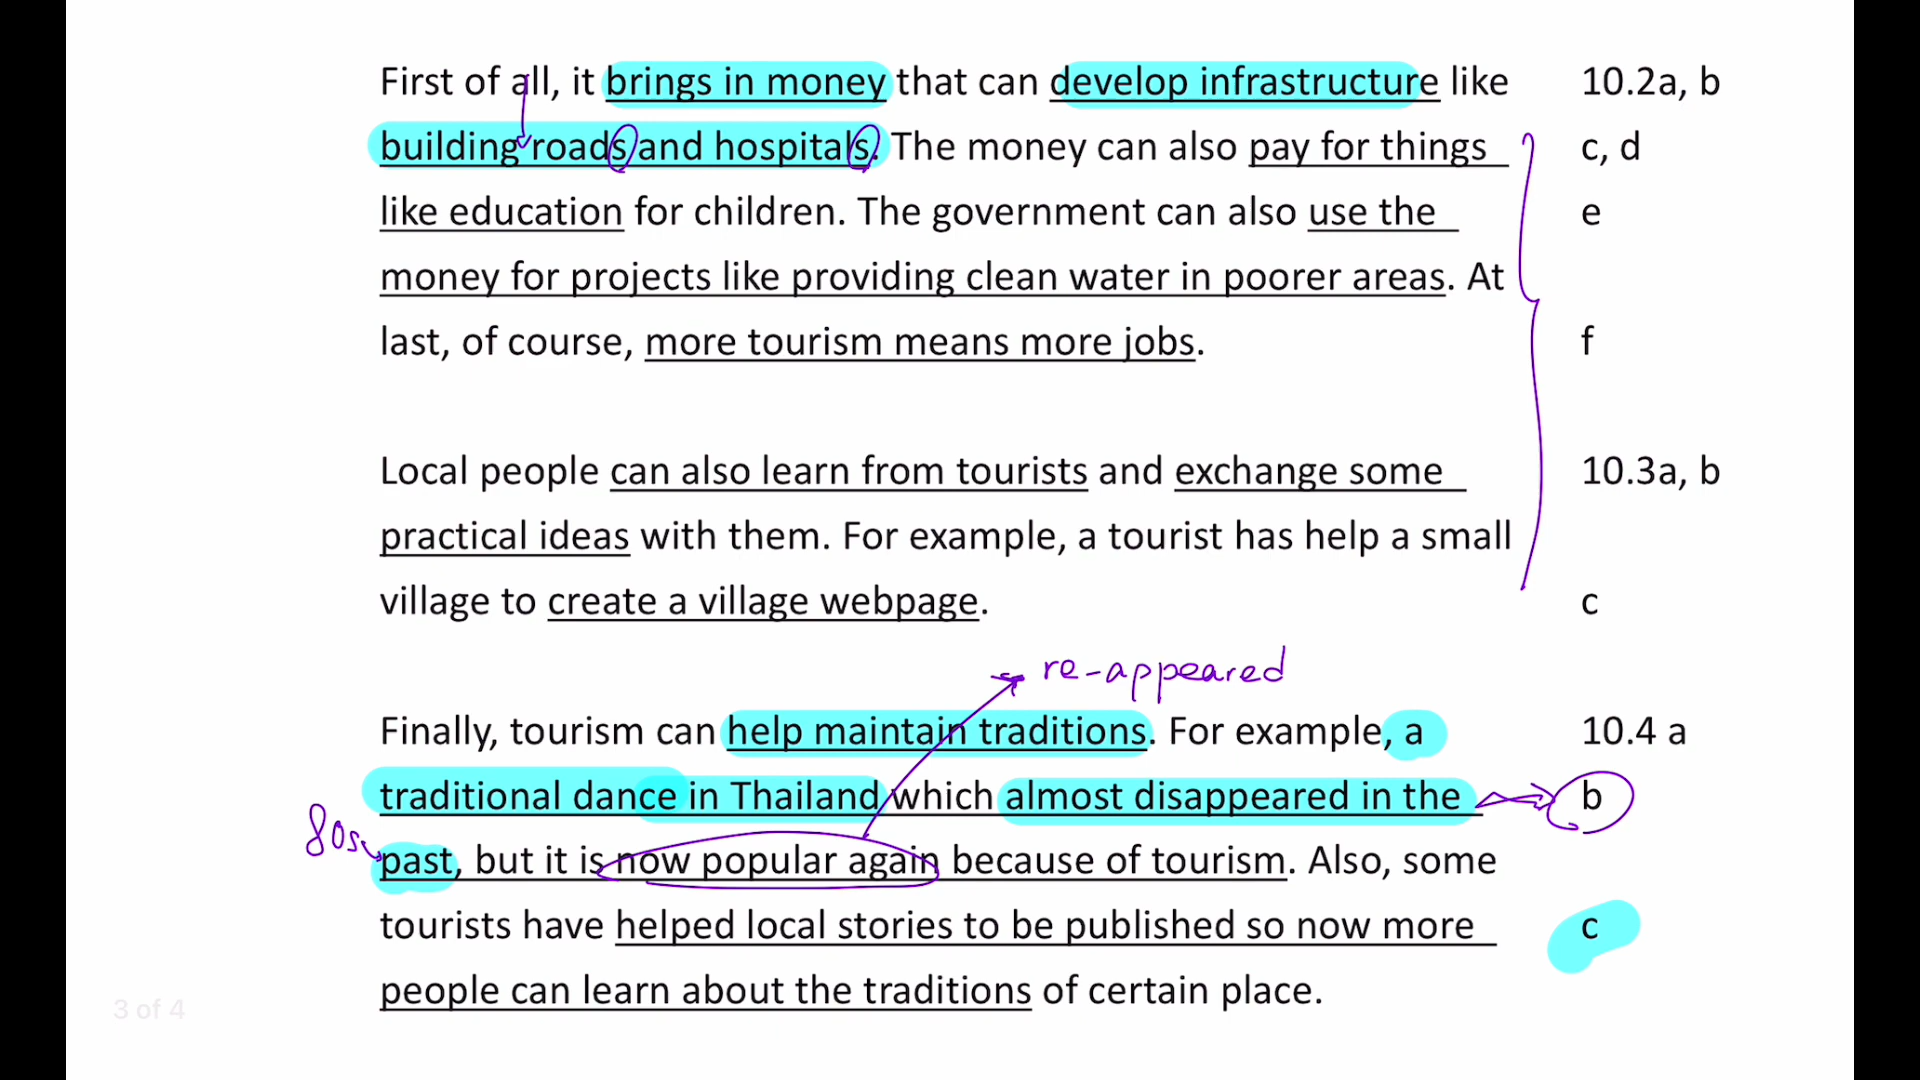 First of all, it brings in money that can develop infrastructure like 10.2a, b
building roads and hospitals. The money can also pay for things c, d
like education for children. The government can also use the e
money for projects like providing clean water in poorer areas. At
last, of course, more tourism means more jobs. f
Local people can also learn from tourists and exchange some 10.3a, b
practical ideas with them. For example, a tourist has help a small
village to create a village webpage. c
re-appeared
Finally, tourism can help maintain traditions. For example, a 10.4 a
traditional dance in Thailand which almost disappeared in the b
80s past, but it is now popular again because of tourism. Also, some
tourists have helped local stories to be published so now more c
people can learn about the traditions of certain place.
3 of 4